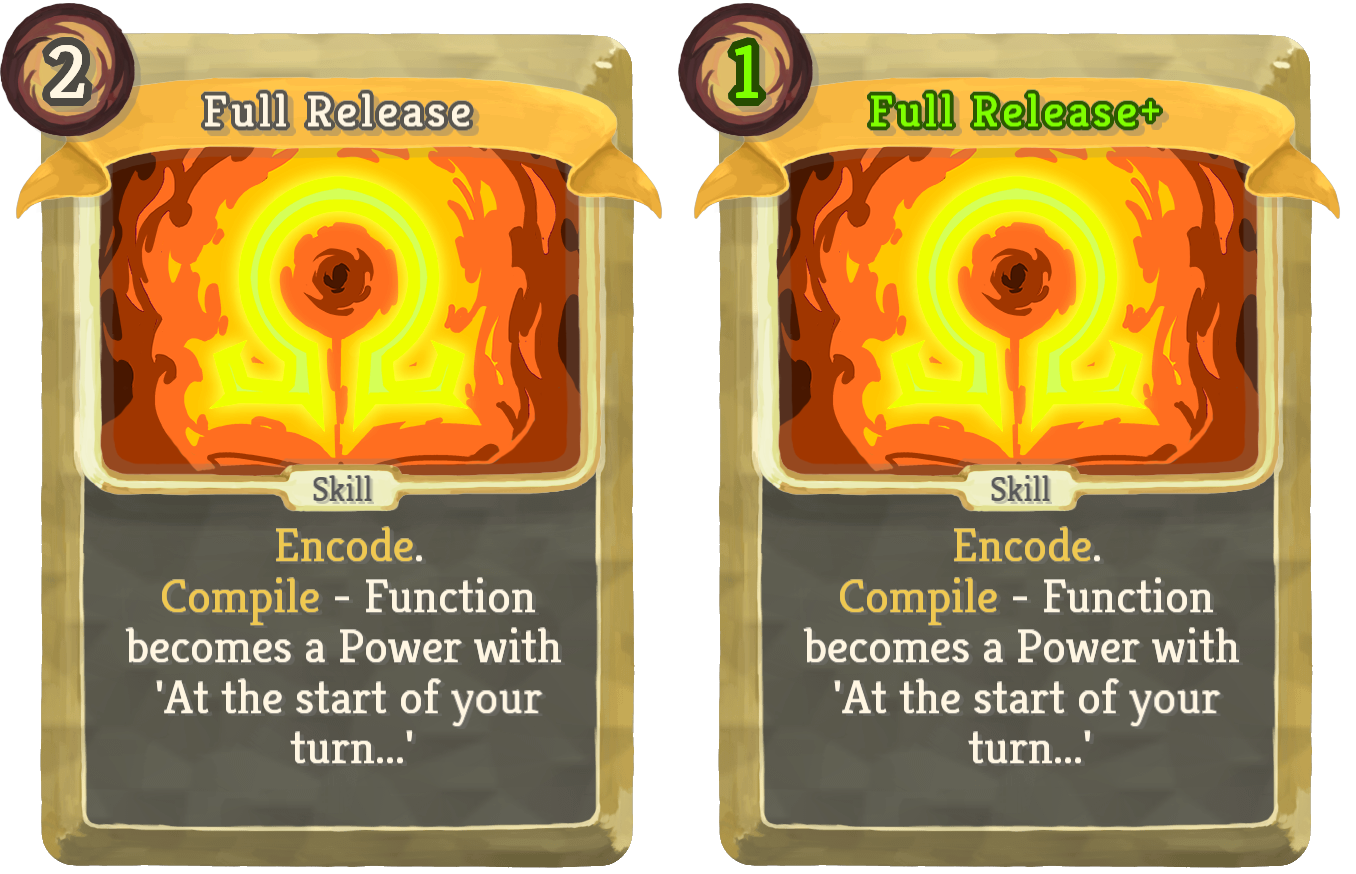 2
Full Release
Skill
Encode.
Compile - Function
becomes a Power with
'At the start of your
turn...'
1
Full Release+
Skill
Encode.
Compile - Function
becomes a Power with
'At the start of your
turn...'